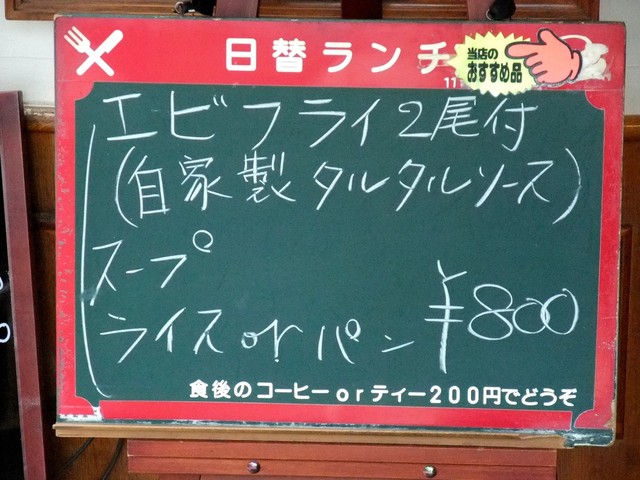 日替ランチ
当店の
おすすめ品
11
エビフライ2尾付
(自家製タルタルソース)
スープ
ライスorパン ¥800
食後のコーヒーorティー200円でどうぞ